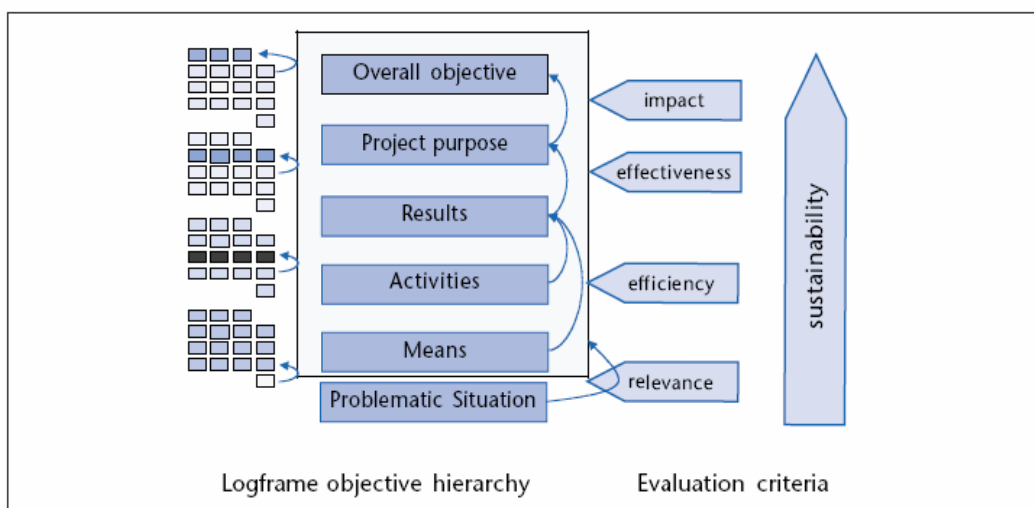 Overall objective
impact
Project purpose
effectiveness
Results
Activities
efficiency
Means
relevance
Problematic Situation
sustainability
Logframe objective hierarchy
Evaluation criteria